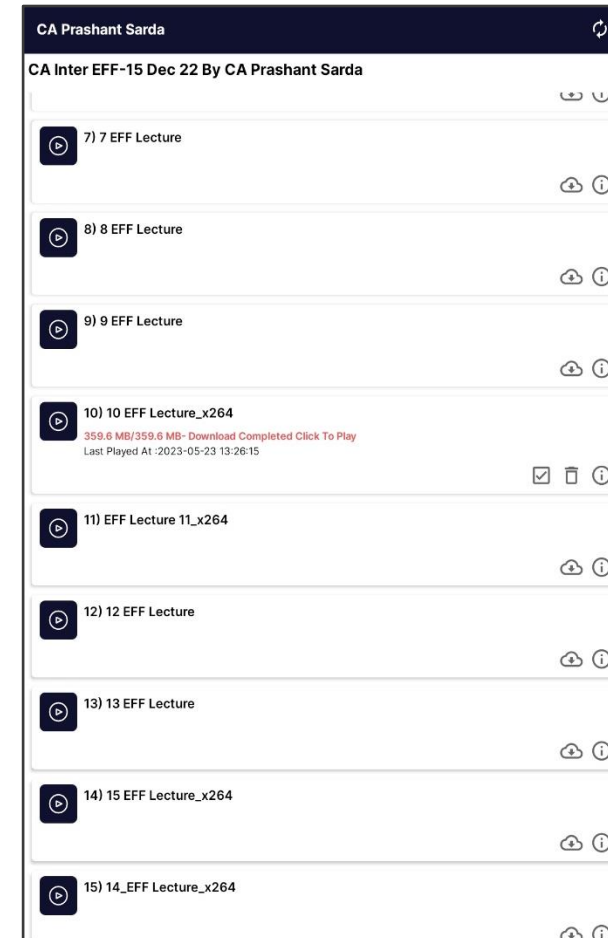 CA Prashant Sarda
CA Inter EFF-15 Dec 22 By CA Prashant Sarda
7) 7 EFF Lecture
8) 8 EFF Lecture
9) 9 EFF Lecture
10) 10 EFF Lecture_x264
359.6 MB/359.6 MB- Download Completed Click To Play
Last Played At :2023-05-23 13:26:15
11) EFF Lecture 11_x264
12) 12 EFF Lecture
13) 13 EFF Lecture
14) 15 EFF Lecture_x264
15) 14_EFF Lecture_x264